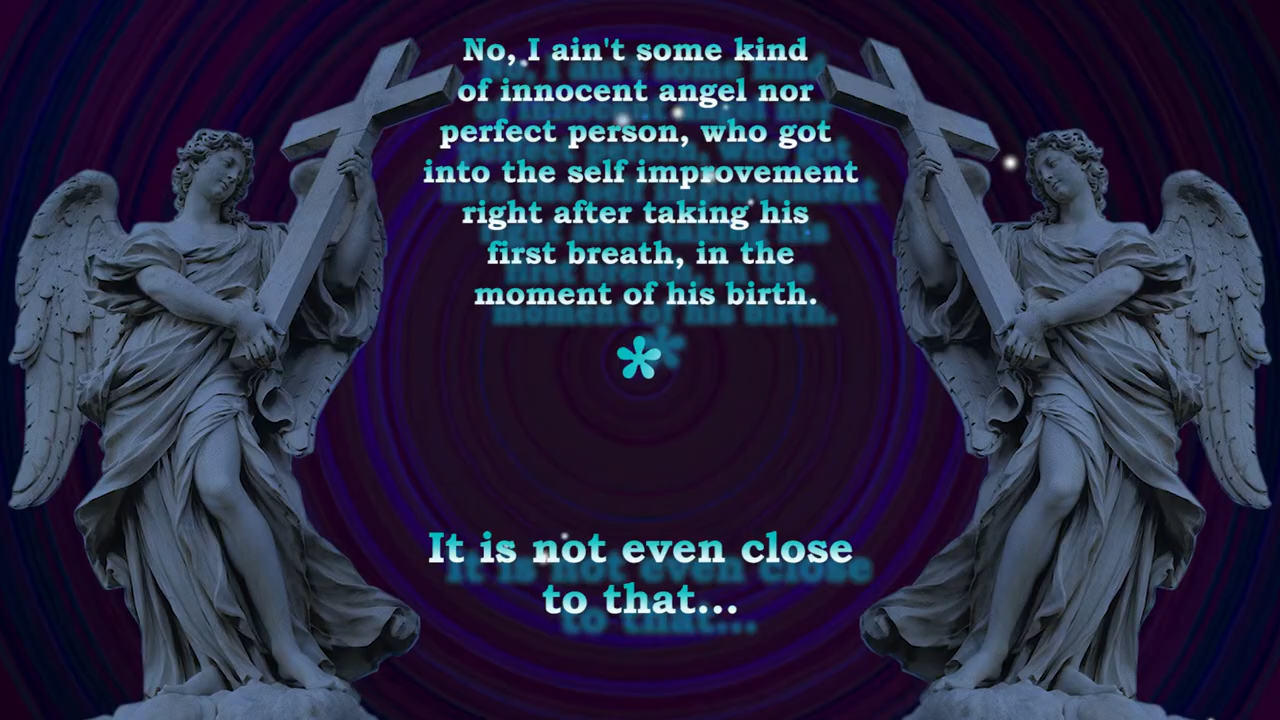 No, I ain't some kind
of innocent angel nor
perfect person, who got
into the self improvement
right after taking his
first breath, in the
moment of his birth.
*
It is not even close
to that...